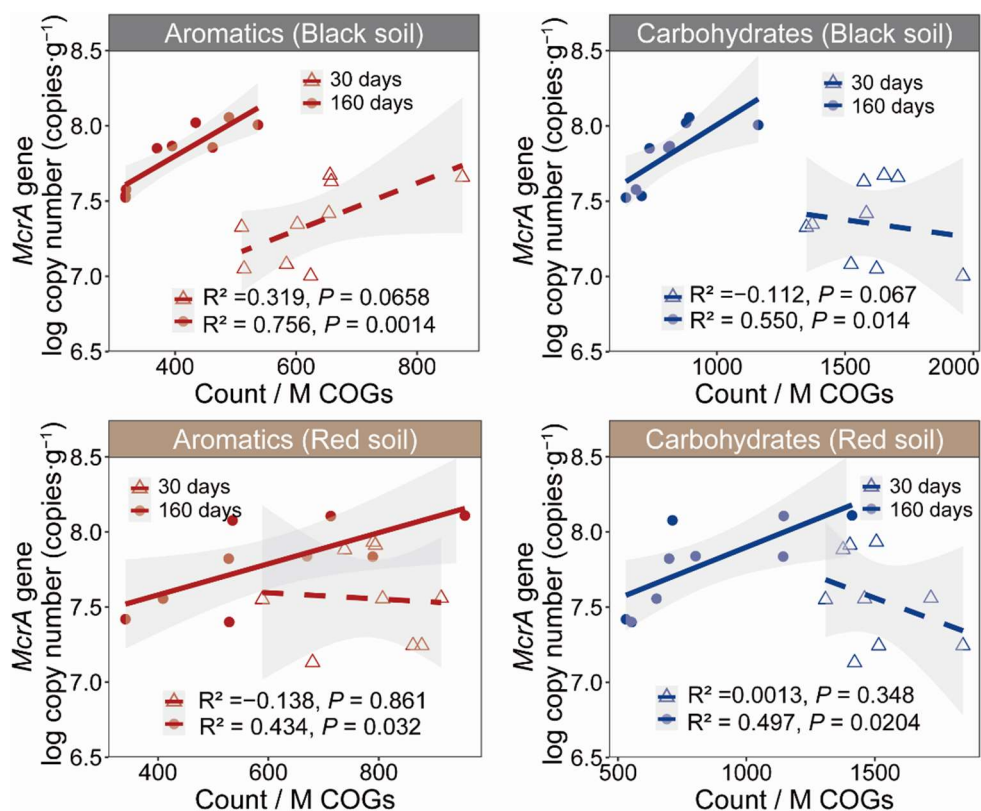 Aromatics (Black soil)
McrA gene
log copy number (copies·g⁻¹)
8.5
8.0
7.5
7.0
6.5
30 days
160 days
R² =0.319, P = 0.0658
R² = 0.756, P = 0.0014
400
600
800
Count / M COGs
Carbohydrates (Black soil)
McrA gene
log copy number (copies·g⁻¹)
8.5
8.0
7.5
7.0
6.5
30 days
160 days
R² =−0.112, P = 0.067
R² = 0.550, P = 0.014
1000
1500
2000
Count / M COGs
Aromatics (Red soil)
McrA gene
log copy number (copies·g⁻¹)
8.5
8.0
7.5
7.0
6.5
30 days
160 days
R² =−0.138, P = 0.861
R² = 0.434, P = 0.032
400
600
800
Count / M COGs
Carbohydrates (Red soil)
McrA gene
log copy number (copies·g⁻¹)
8.5
8.0
7.5
7.0
6.5
30 days
160 days
R² =0.0013, P = 0.348
R² = 0.497, P = 0.0204
500
1000
1500
Count / M COGs